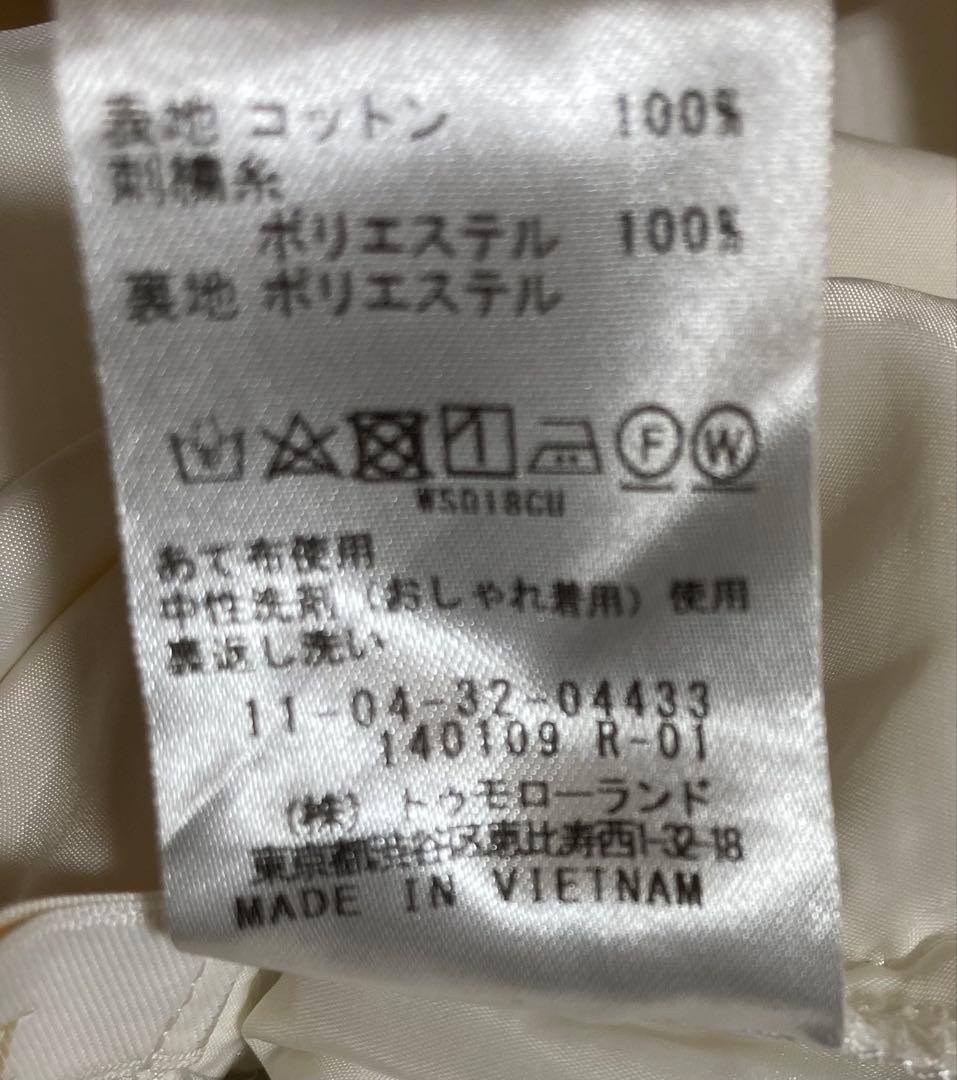 表地 コットン 100%
刺繍糸
ポリエステル 100%
裏地 ポリエステル
F W
WS018CU
あて布使用
中性洗剤（おしゃれ着用）使用
裏返し洗い
11-04-32-04433
140109 R-01
（株）トゥモローランド
東京都渋谷区恵比寿西1-32-18
MADE IN VIETNAM